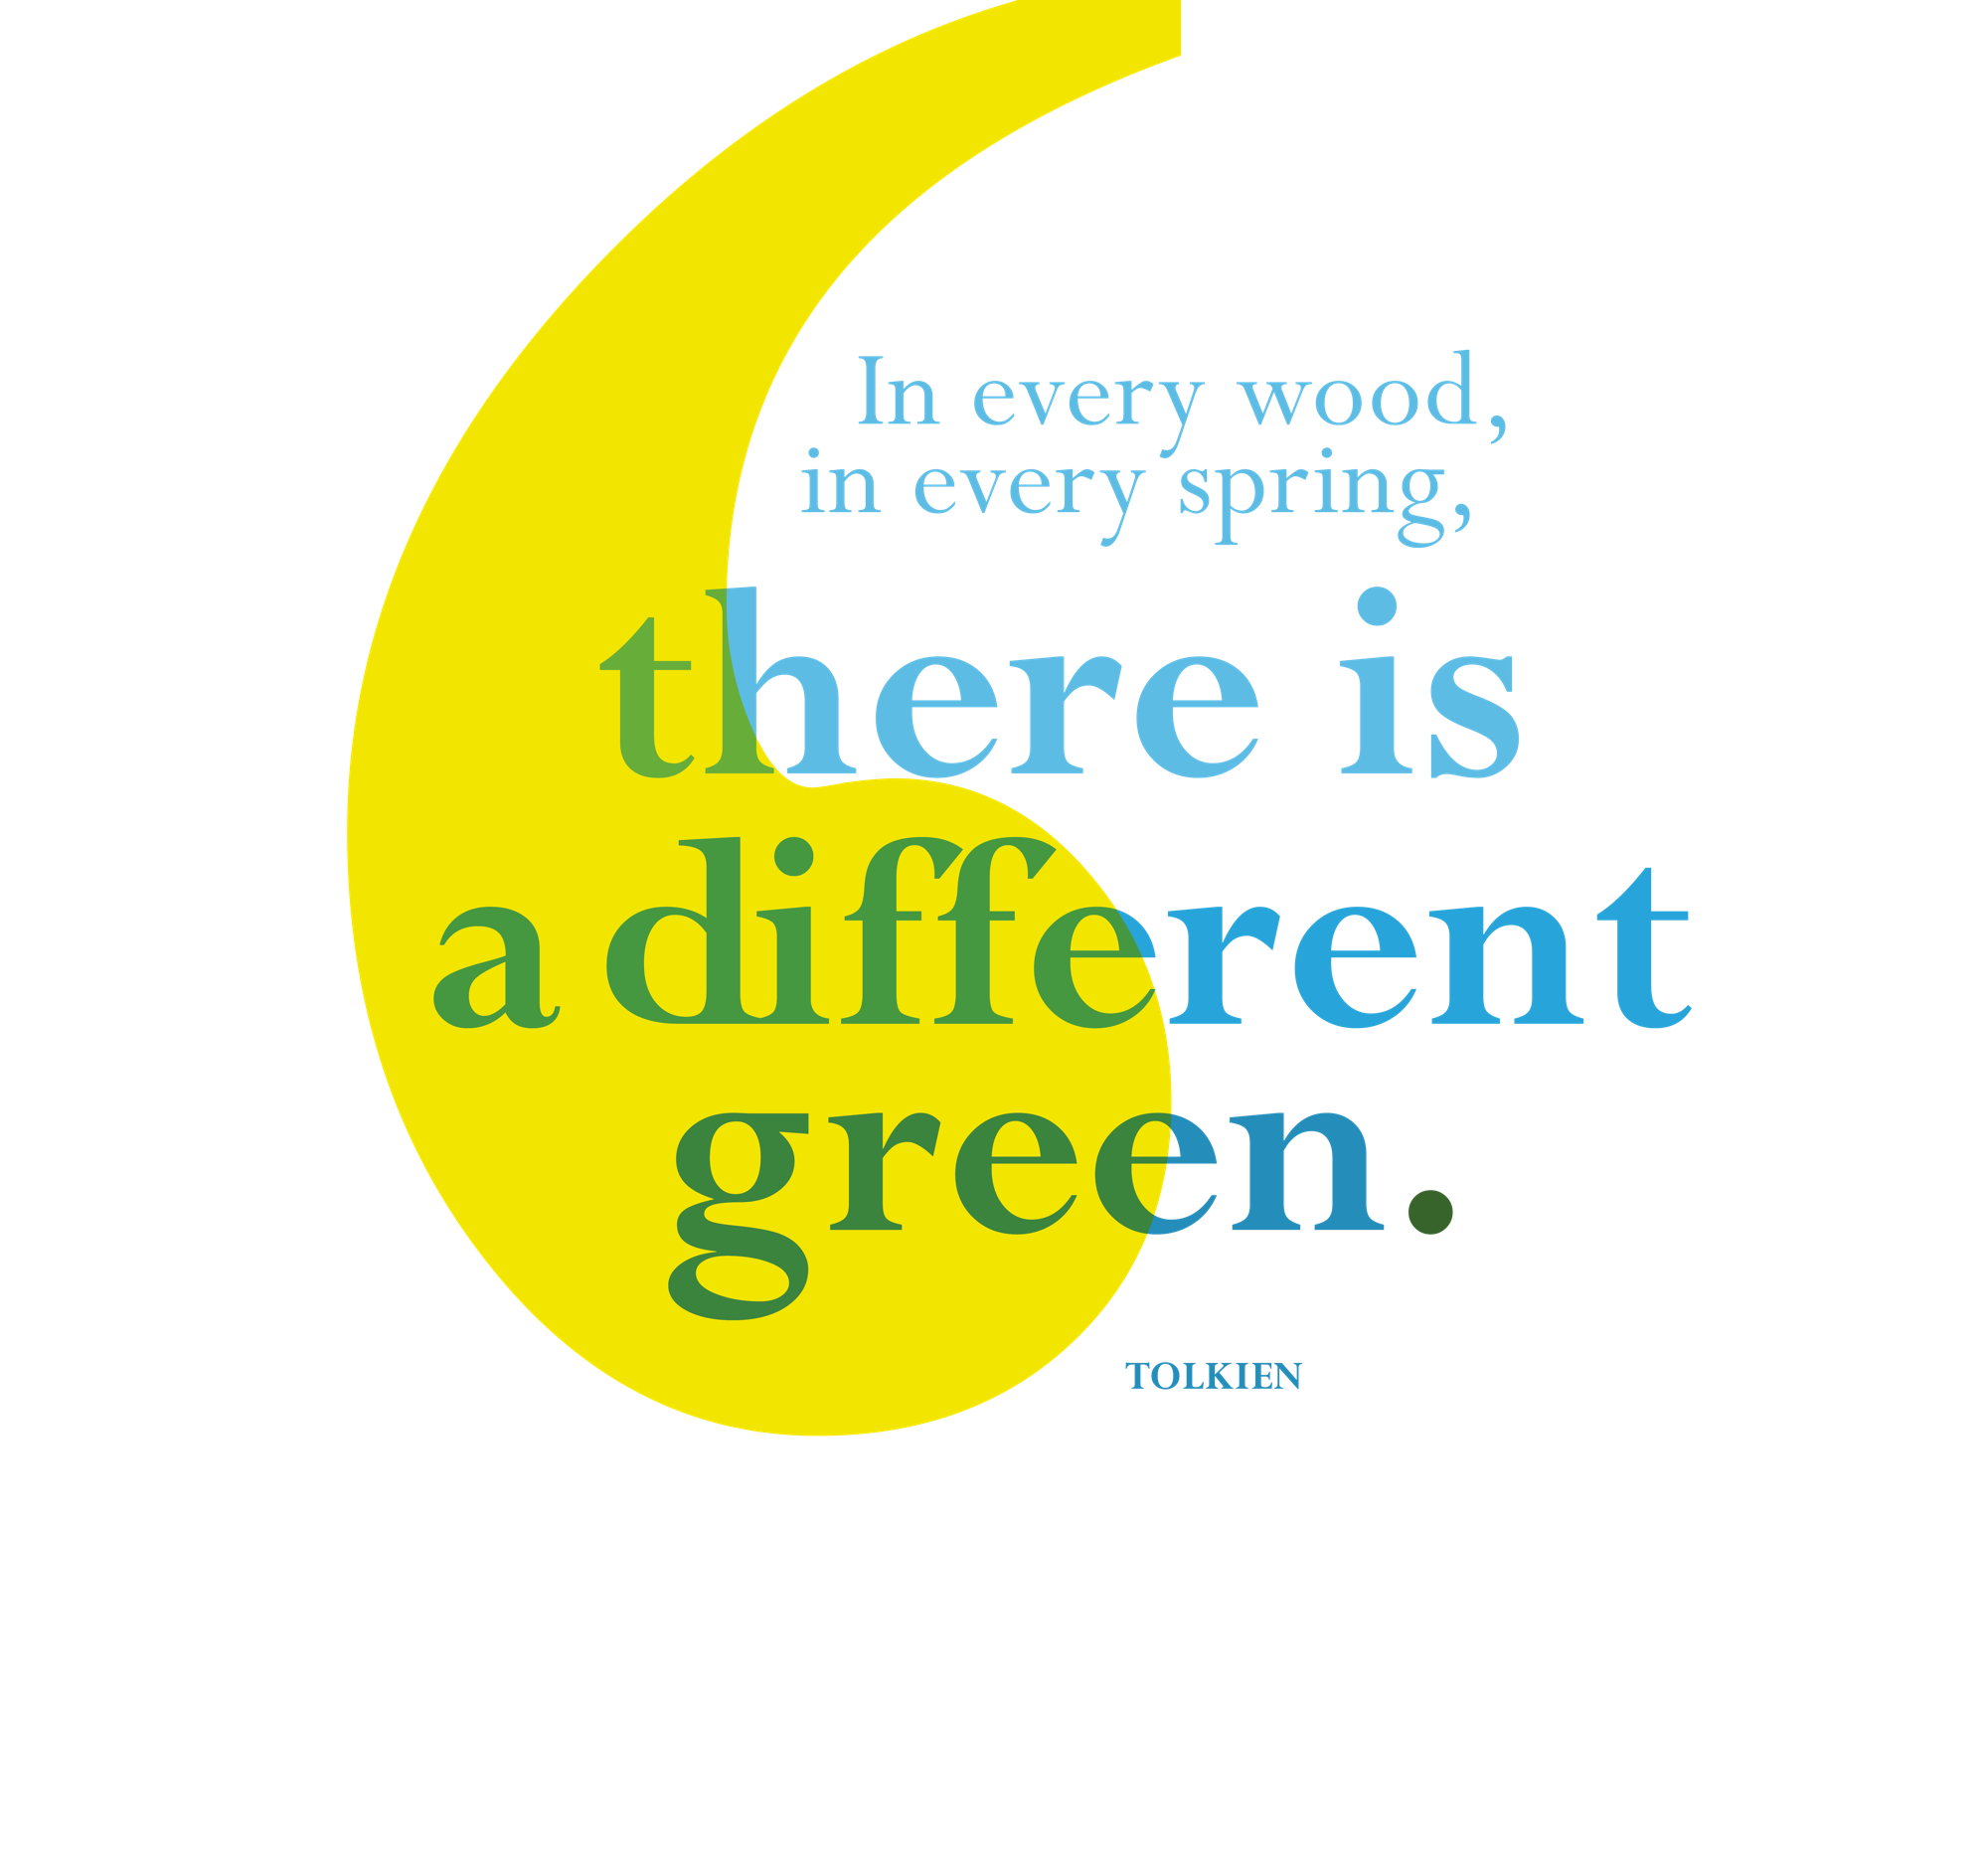 In every wood,
in every spring,
there is
a different
green.
TOLKIEN